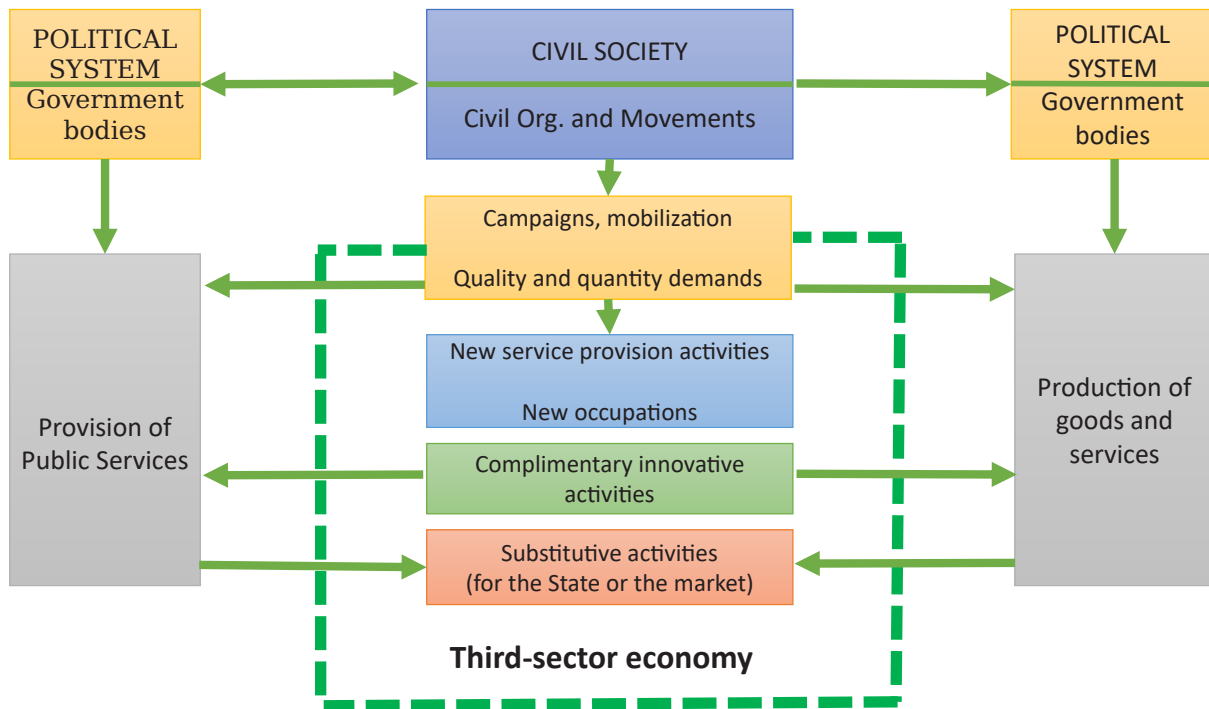 POLITICAL
SYSTEM
Government
bodies
CIVIL SOCIETY
Civil Org. and Movements
POLITICAL
SYSTEM
Government
bodies
Campaigns, mobilization
Quality and quantity demands
New service provision activities
New occupations
Provision of
Public Services
Complimentary innovative
activities
Production of
goods and
services
Substitutive activities
(for the State or the market)
Third-sector economy